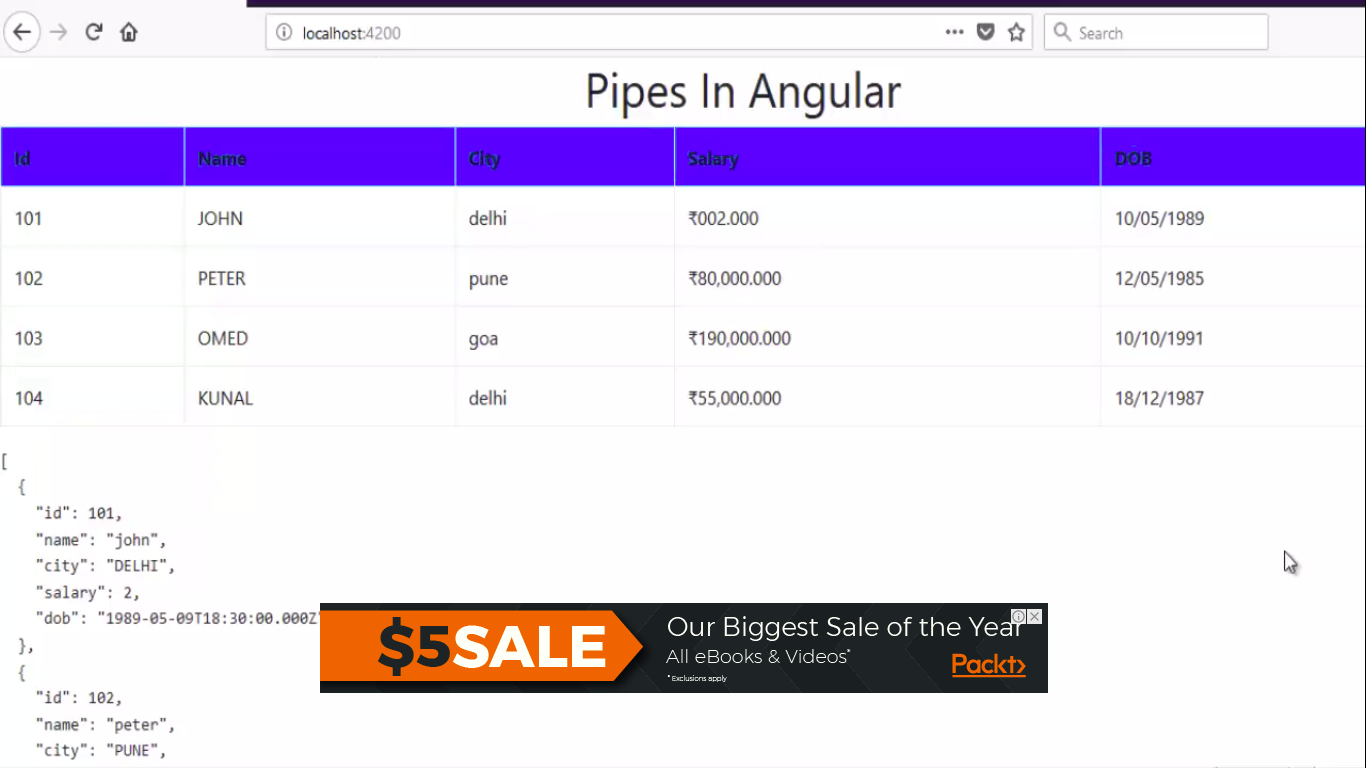 localhost:4200
Search
Pipes In Angular
Id Name City Salary DOB
101 JOHN delhi ₹002.000 10/05/1989
102 PETER pune ₹80,000.000 12/05/1985
103 OMED goa ₹190,000.000 10/10/1991
104 KUNAL delhi ₹55,000.000 18/12/1987
[
{
"id": 101,
"name": "john",
"city": "DELHI",
"salary": 2,
"dob": "1989-05-09T18:30:00.000Z"
},
{
"id": 102,
"name": "peter",
"city": "PUNE",
$5SALE
Our Biggest Sale of the Year
All eBooks & Videos*
*Exclusions apply
Packt>